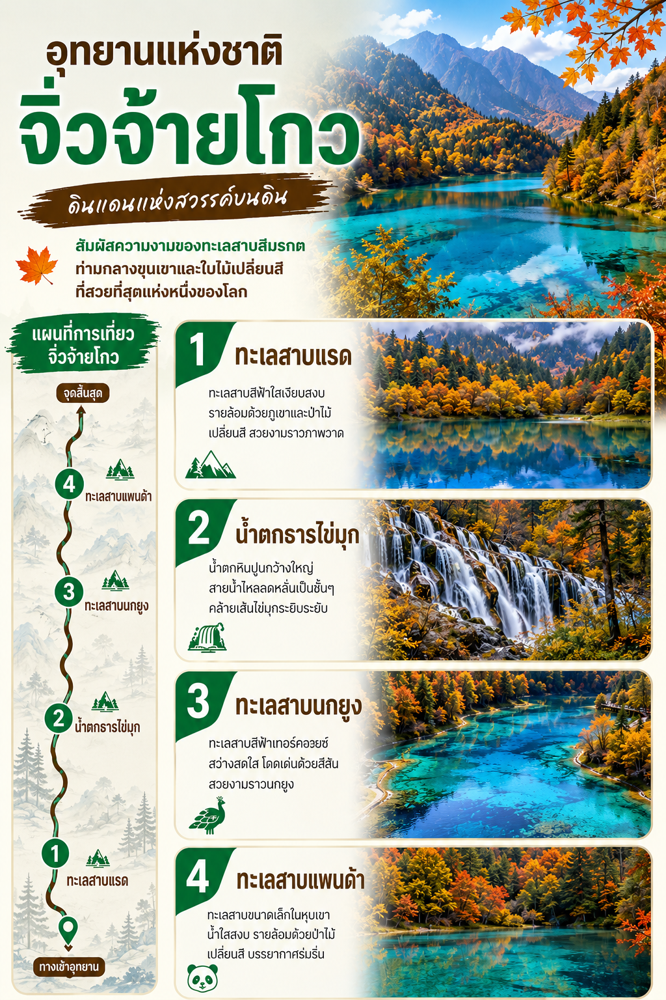 อุทยานแห่งชาติ
จิ่วจ้ายโกว
ดินแดนแห่งสวรรค์บนดิน
สัมผัสความงามของทะเลสาบสีมรกต
ท่ามกลางขุนเขาและใบไม้เปลี่ยนสี
ที่สวยที่สุดแห่งหนึ่งของโลก
แผนที่การเที่ยว
จิ่วจ้ายโกว
จุดสิ้นสุด
4
ทะเลสาบแพนด้า
3
ทะเลสาบนกยูง
2
น้ำตกธารไข่มุก
1
ทะเลสาบแรด
ทางเข้าอุทยาน
1
ทะเลสาบแรด
ทะเลสาบสีฟ้าใสเงียบสงบ
รายล้อมด้วยภูเขาและป่าไม้
เปลี่ยนสี สวยงามราวภาพวาด
2
น้ำตกธารไข่มุก
น้ำตกหินปูนกว้างใหญ่
สายน้ำไหลลดหลั่นเป็นชั้นๆ
คล้ายเส้นไข่มุกระยิบระยับ
3
ทะเลสาบนกยูง
ทะเลสาบสีฟ้าเทอร์คอยซ์
สว่างสดใส โดดเด่นด้วยสีสัน
สวยงามราวนกยูง
4
ทะเลสาบแพนด้า
ทะเลสาบขนาดเล็กในหุบเขา
น้ำใสสงบ รายล้อมด้วยป่าไม้
เปลี่ยนสี บรรยากาศร่มรื่น